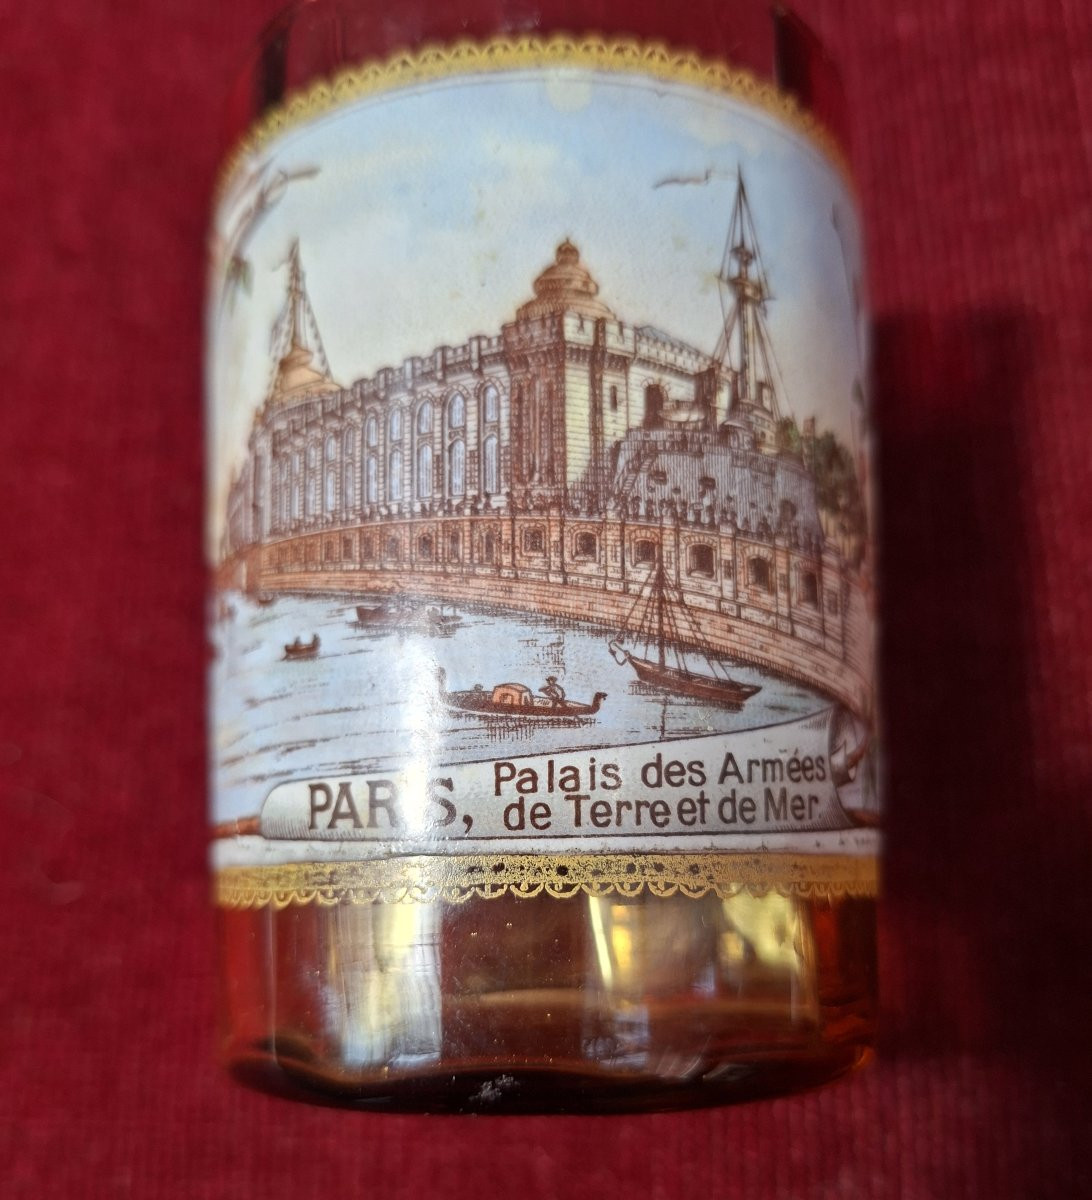 PARIS, Palais des Armées
de Terre et de Mer.